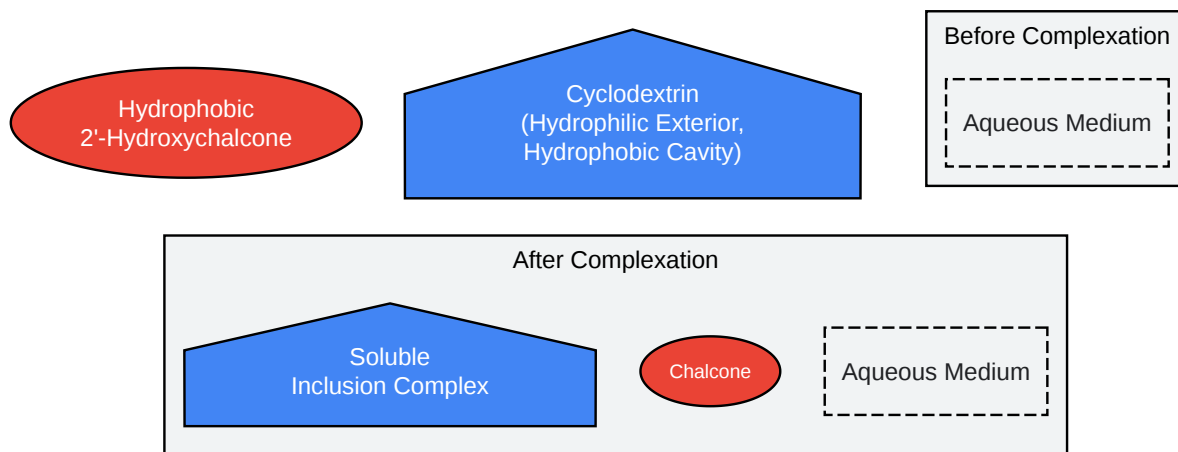 Hydrophobic
2'-Hydroxychalcone
Cyclodextrin
(Hydrophilic Exterior,
Hydrophobic Cavity)
Before Complexation
Aqueous Medium
After Complexation
Soluble
Inclusion Complex
Chalcone
Aqueous Medium